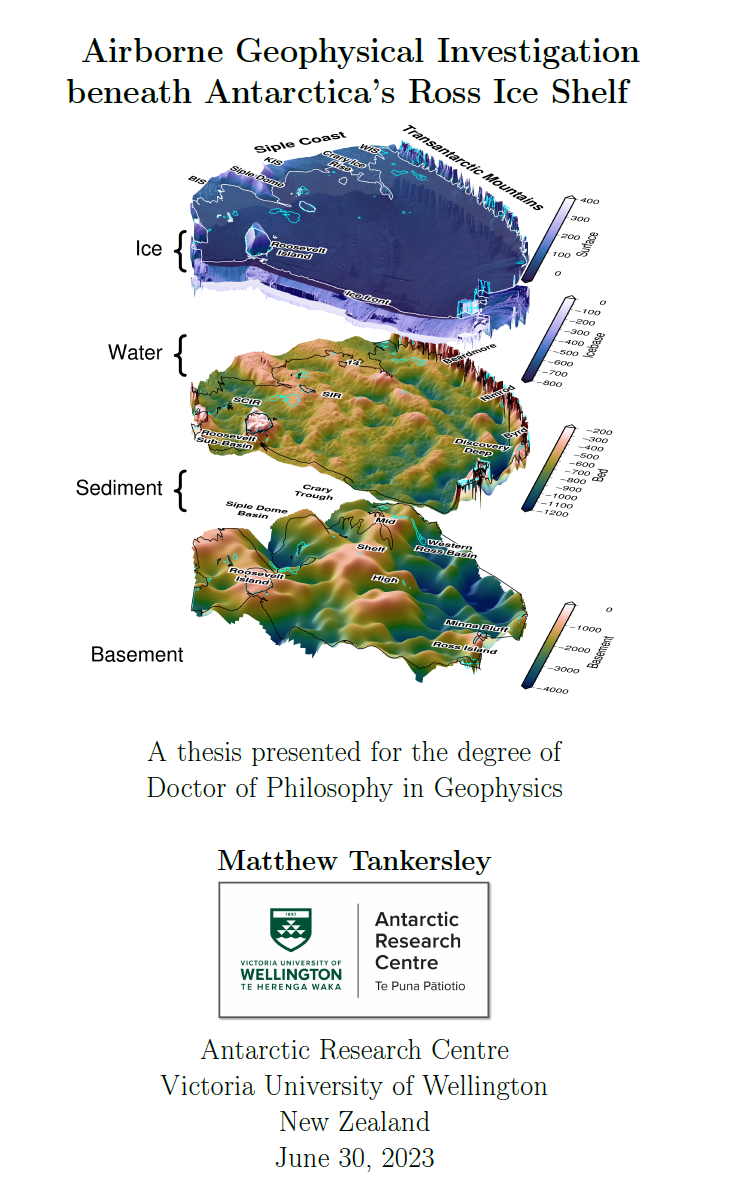 Airborne Geophysical Investigation
beneath Antarctica's Ross Ice Shelf
Siple Coast
Transantarctic Mountains
WIS
Crary Ice
Rise
KIS
Siple Dome
BIS
400
300
200
100
0
Surface
Ice
Roosevelt
Island
Ice front
0
-100
-200
-300
-400
-500
-600
-700
-800
Icebase
Water
Beardmore
Nimrod
Byrd
SIR
SCIR
Roosevelt
Sub-Basin
Discovery
Deep
-200
-300
-400
-500
-600
-700
-800
-900
-1000
-1100
-1200
Bed
Sediment
Crary
Trough
Siple Dome
Basin
Mid
Shelf
High
Western
Ross Basin
Roosevelt
Island
Minna Bluff
Ross Island
0
-1000
-2000
-3000
-4000
Basement
Basement
A thesis presented for the degree of
Doctor of Philosophy in Geophysics
Matthew Tankersley
1897
VICTORIA UNIVERSITY OF
WELLINGTON
TE HERENGA WAKA
Antarctic
Research
Centre
Te Puna Pātiotio
Antarctic Research Centre
Victoria University of Wellington
New Zealand
June 30, 2023